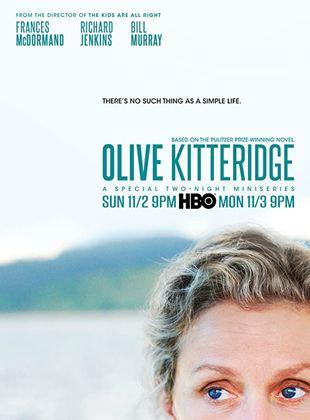 FROM THE DIRECTOR OF THE KIDS ARE ALL RIGHT
FRANCES McDORMAND
RICHARD JENKINS
BILL MURRAY
THERE'S NO SUCH THING AS A SIMPLE LIFE.
BASED ON THE PULITZER PRIZE-WINNING NOVEL
OLIVE KITTERIDGE
A SPECIAL TWO-NIGHT MINISERIES
SUN 11/2 9PM HBO MON 11/3 9PM